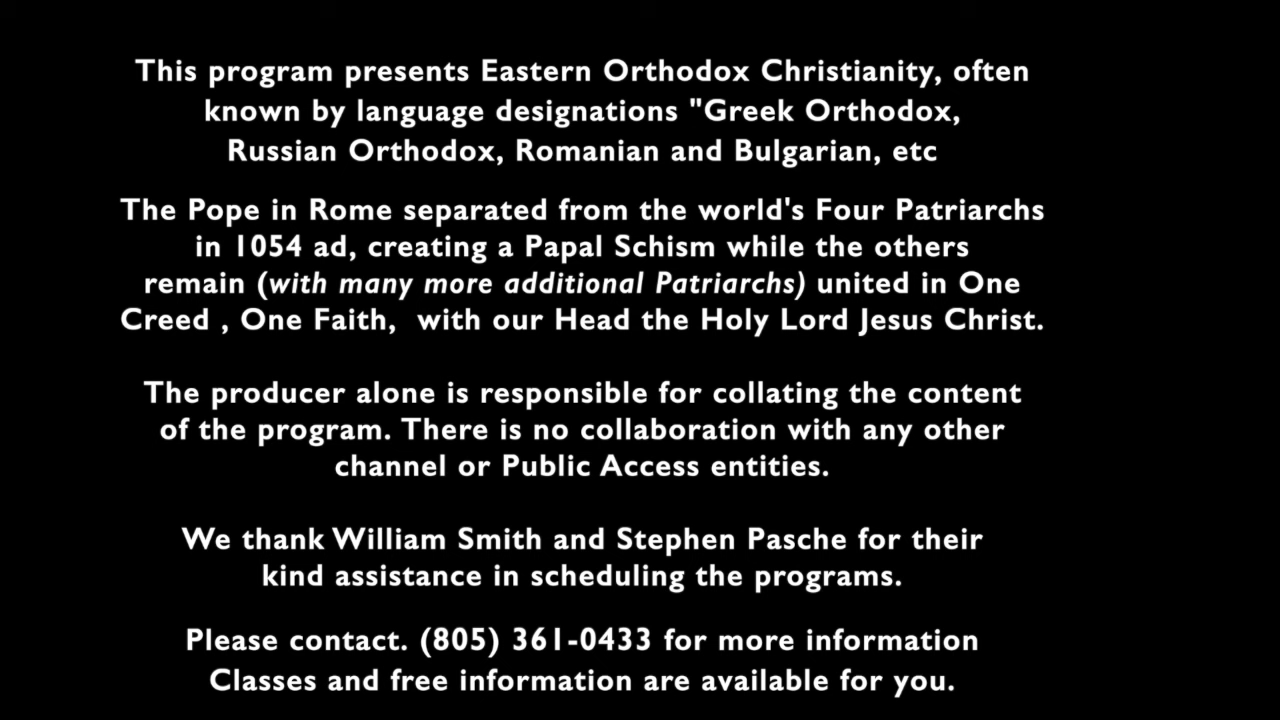 This program presents Eastern Orthodox Christianity, often
known by language designations "Greek Orthodox,
Russian Orthodox, Romanian and Bulgarian, etc
The Pope in Rome separated from the world's Four Patriarchs
in 1054 ad, creating a Papal Schism while the others
remain (with many more additional Patriarchs) united in One
Creed , One Faith,  with our Head the Holy Lord Jesus Christ.
The producer alone is responsible for collating the content
of the program. There is no collaboration with any other
channel or Public Access entities.
We thank William Smith and Stephen Pasche for their
kind assistance in scheduling the programs.
Please contact. (805) 361-0433 for more information
Classes and free information are available for you.